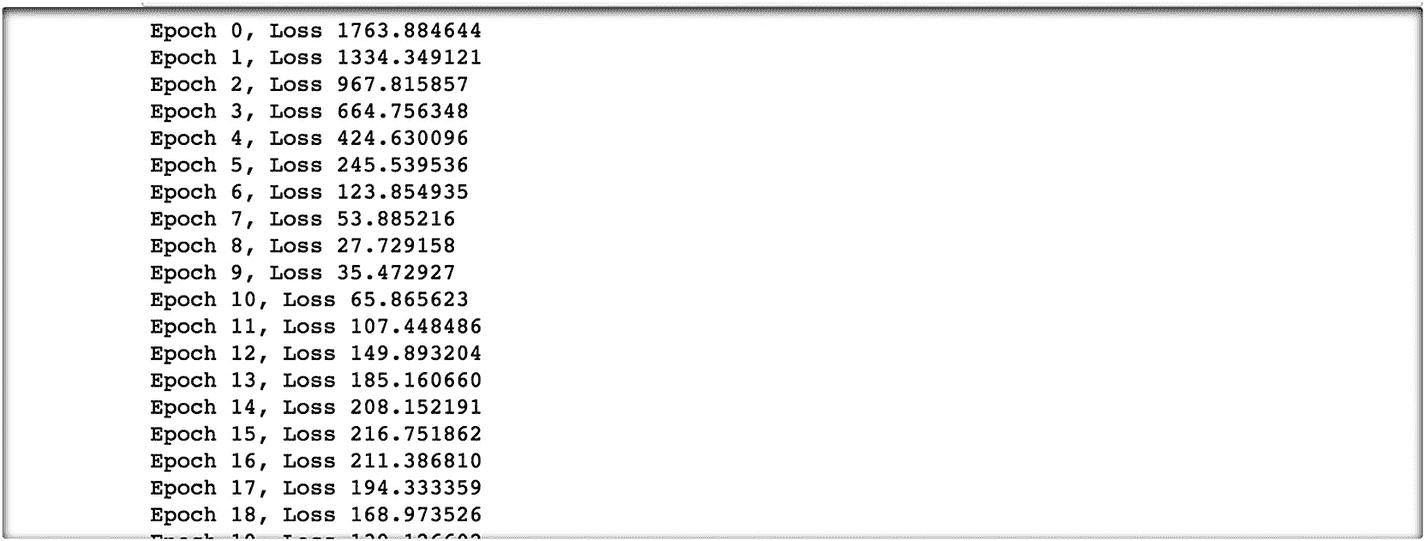 Epoch 0, Loss 1763.884644
Epoch 1, Loss 1334.349121
Epoch 2, Loss 967.815857
Epoch 3, Loss 664.756348
Epoch 4, Loss 424.630096
Epoch 5, Loss 245.539536
Epoch 6, Loss 123.854935
Epoch 7, Loss 53.885216
Epoch 8, Loss 27.729158
Epoch 9, Loss 35.472927
Epoch 10, Loss 65.865623
Epoch 11, Loss 107.448486
Epoch 12, Loss 149.893204
Epoch 13, Loss 185.160660
Epoch 14, Loss 208.152191
Epoch 15, Loss 216.751862
Epoch 16, Loss 211.386810
Epoch 17, Loss 194.333359
Epoch 18, Loss 168.973526